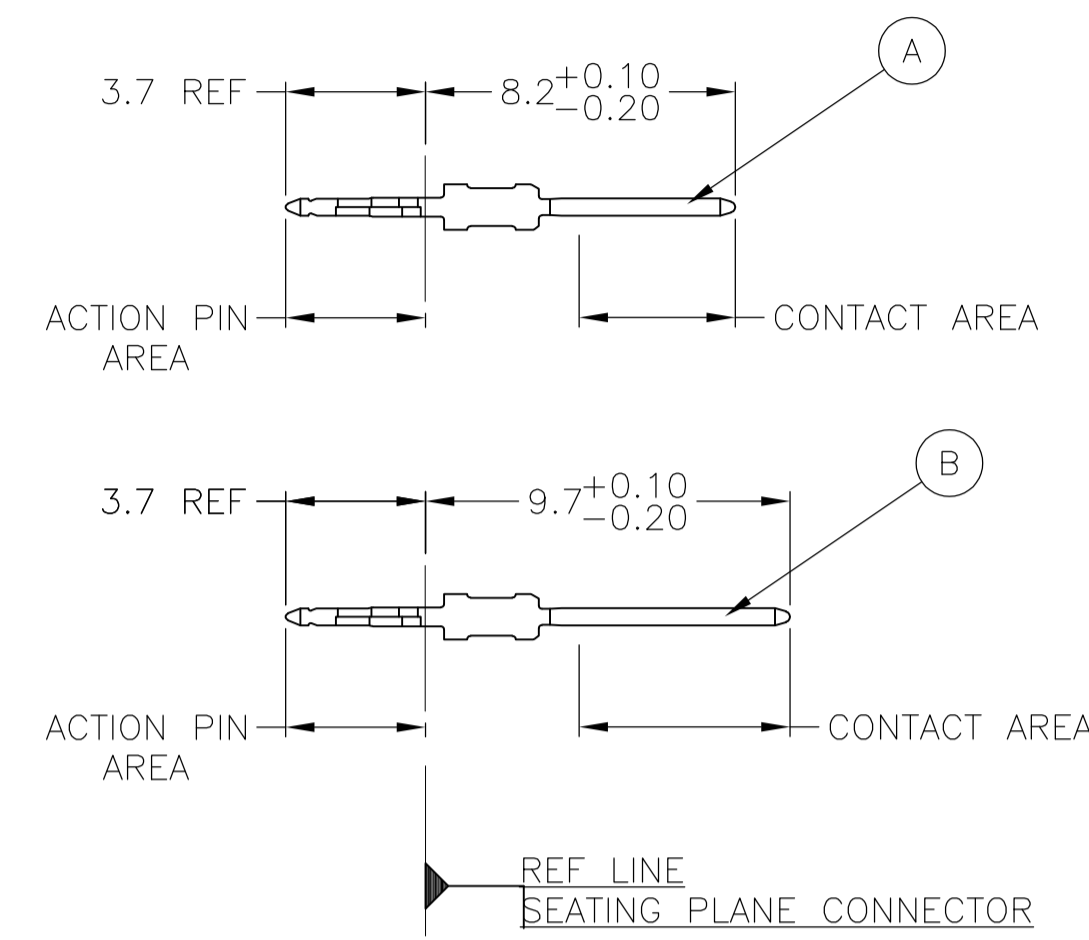 A
3.7 REF
8.2 +0.10 -0.20
ACTION PIN AREA
CONTACT AREA
B
3.7 REF
9.7 +0.10 -0.20
ACTION PIN AREA
CONTACT AREA
REF LINE
SEATING PLANE CONNECTOR